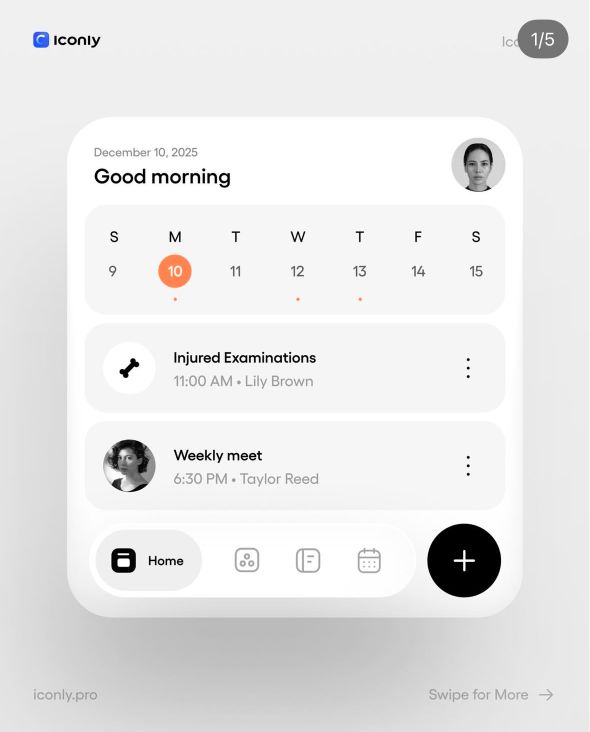 Iconly
1/5
December 10, 2025
Good morning
S M T W T F S
9 10 11 12 13 14 15
Injured Examinations
11:00 AM • Lily Brown
Weekly meet
6:30 PM • Taylor Reed
Home
iconly.pro
Swipe for More →